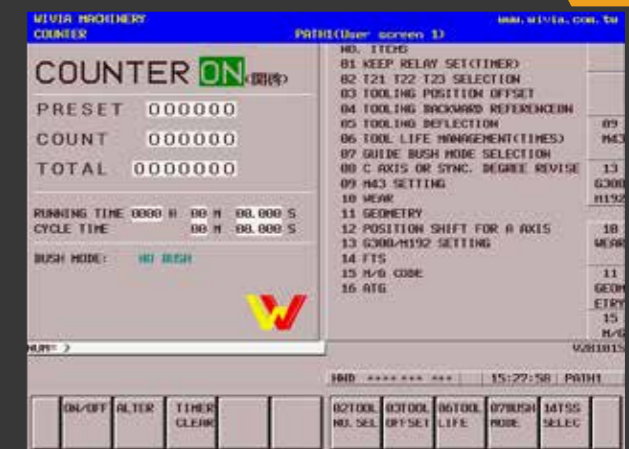 WIVIA MACHINERY
www.wivia.com.tw
COUNTER
PATH1(User screen 1)
COUNTER ON(開啓)
PRESET 000000
COUNT 000000
TOTAL 000000
RUNNING TIME 0000 H 00 M 00.000 S
CYCLE TIME 00 M 00.000 S
BUSH MODE: NO BUSH
NO. ITEMS
01 KEEP RELAY SET(TIMER)
02 T21 T22 T23 SELECTION
03 TOOLING POSITION OFFSET
04 TOOLING BACKWARD REFERENCEON
05 TOOLING DEFLECTION
06 TOOL LIFE MANAGEMENT(TIMES)
07 GUIDE BUSH MODE SELECTION
08 C AXIS OR SYNC. DEGREE REVISE
09 M43 SETTING
10 WEAR
11 GEOMETRY
12 POSITION SHIFT FOR A AXIS
13 G300/M192 SETTING
14 FTS
15 M/G CODE
16 ATG
09
M43
13
G300
M192
10
WEAR
11
GEOM
ETRY
15
M/G
NUM= >
V2B1015
HND **** *** ***
15:27:58
PATH1
ON/OFF
ALTER
TIMER
CLEAR
02TOOL
NO. SEL
03TOOL
OFFSET
06TOOL
LIFE
07BUSH
MODE
14TSS
SELEC